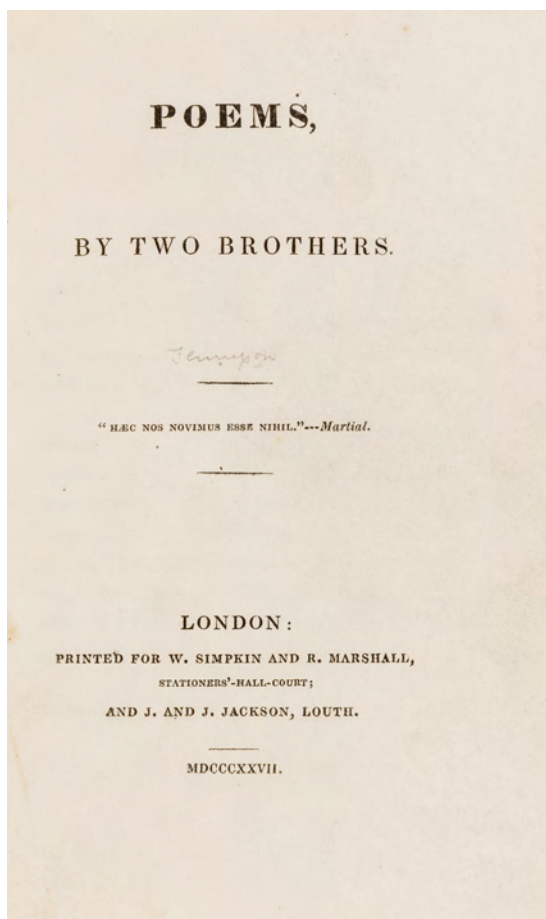 POEMS,
BY TWO BROTHERS.
Tennyson
“ HÆC NOS NOVIMUS ESSE NIHIL.”---Martial.
LONDON:
PRINTED FOR W. SIMPKIN AND R. MARSHALL,
STATIONERS'-HALL-COURT;
AND J. AND J. JACKSON, LOUTH.
MDCCCXXVII.